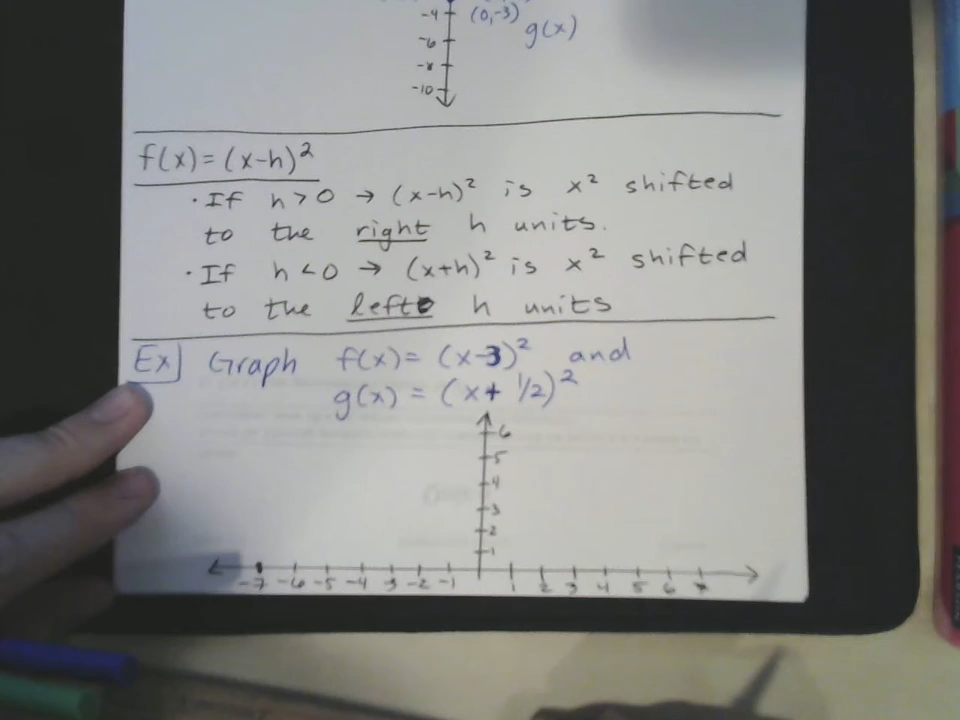 -4 (0,-3)
-6 g(x)
-8
-10
f(x) = (x-h)²
· If h > 0 → (x-h)² is x² shifted
to the right h units.
· If h < 0 → (x+h)² is x² shifted
to the left h units
Ex Graph f(x) = (x-3)² and
g(x) = (x + 1/2)²
6
5
4
3
2
1
-7 -6 -5 -4 -3 -2 -1 1 2 3 4 5 6 7